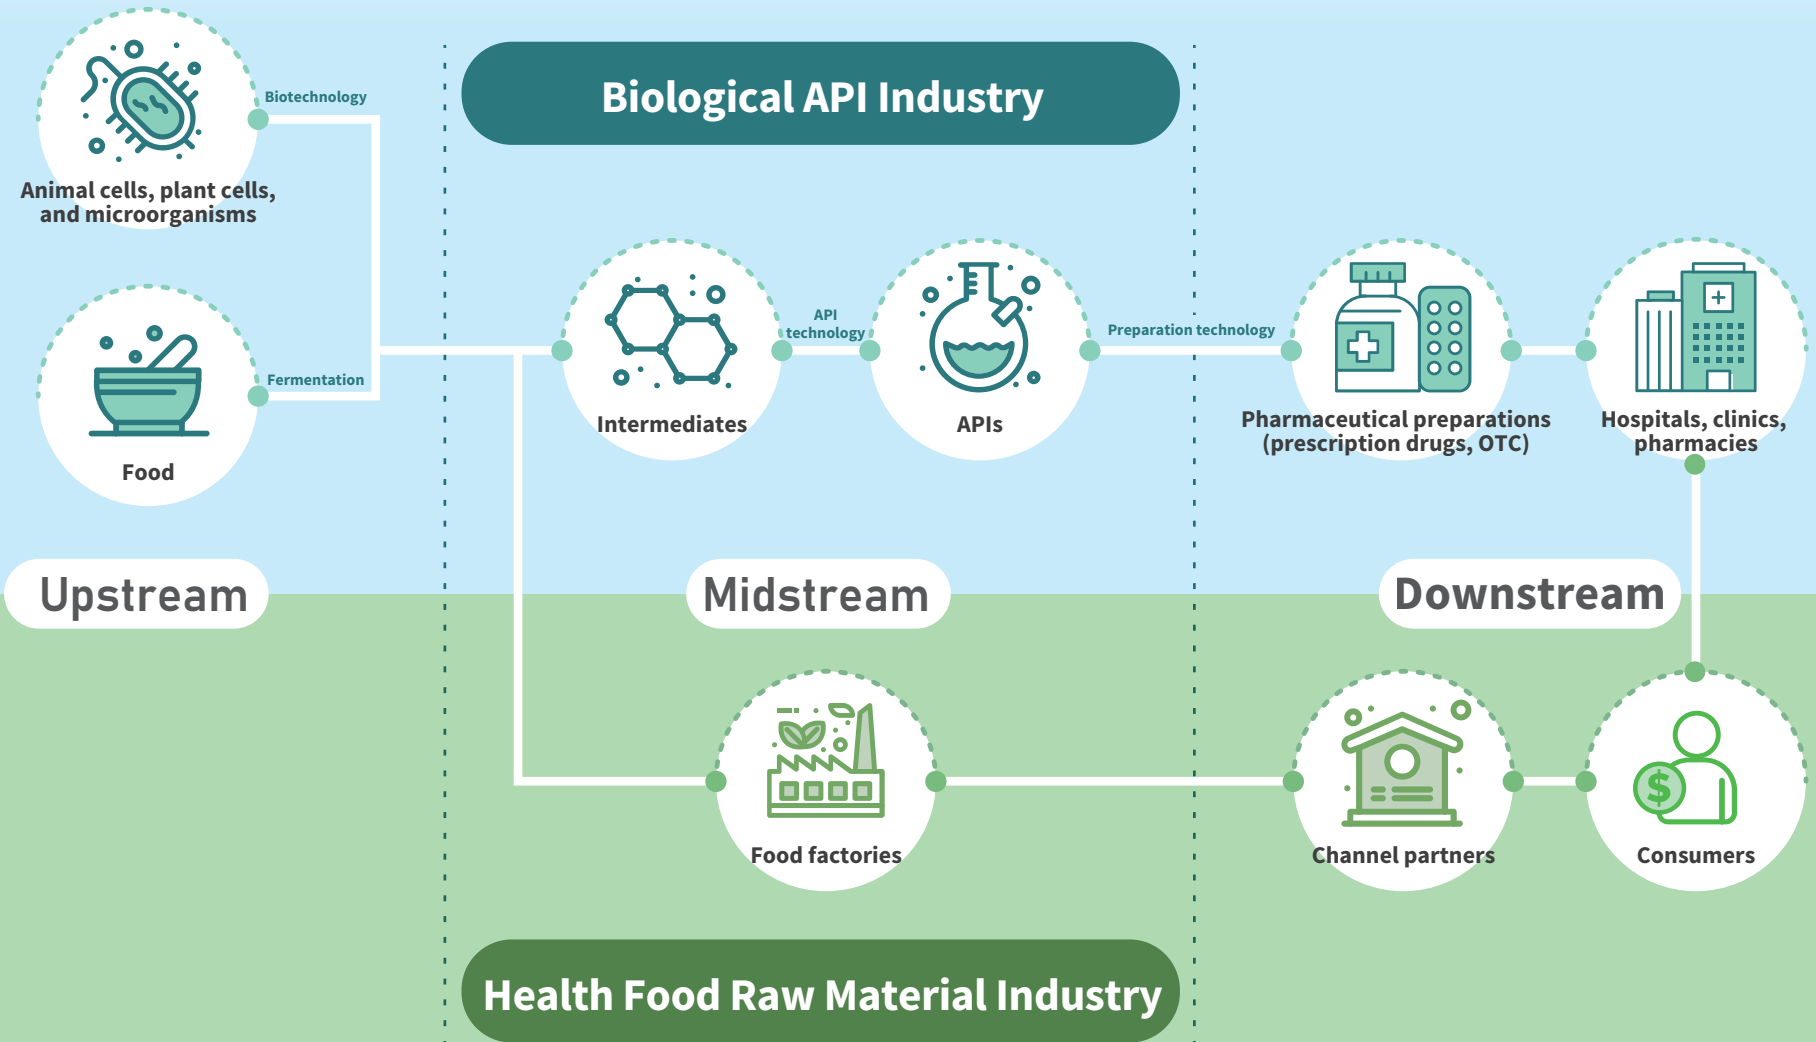 Biological API Industry
Biotechnology
Animal cells, plant cells,
and microorganisms
Fermentation
Food
Intermediates
API
technology
APIs
Preparation technology
Pharmaceutical preparations
(prescription drugs, OTC)
Hospitals, clinics,
pharmacies
Upstream
Midstream
Downstream
Food factories
Channel partners
$
Consumers
Health Food Raw Material Industry